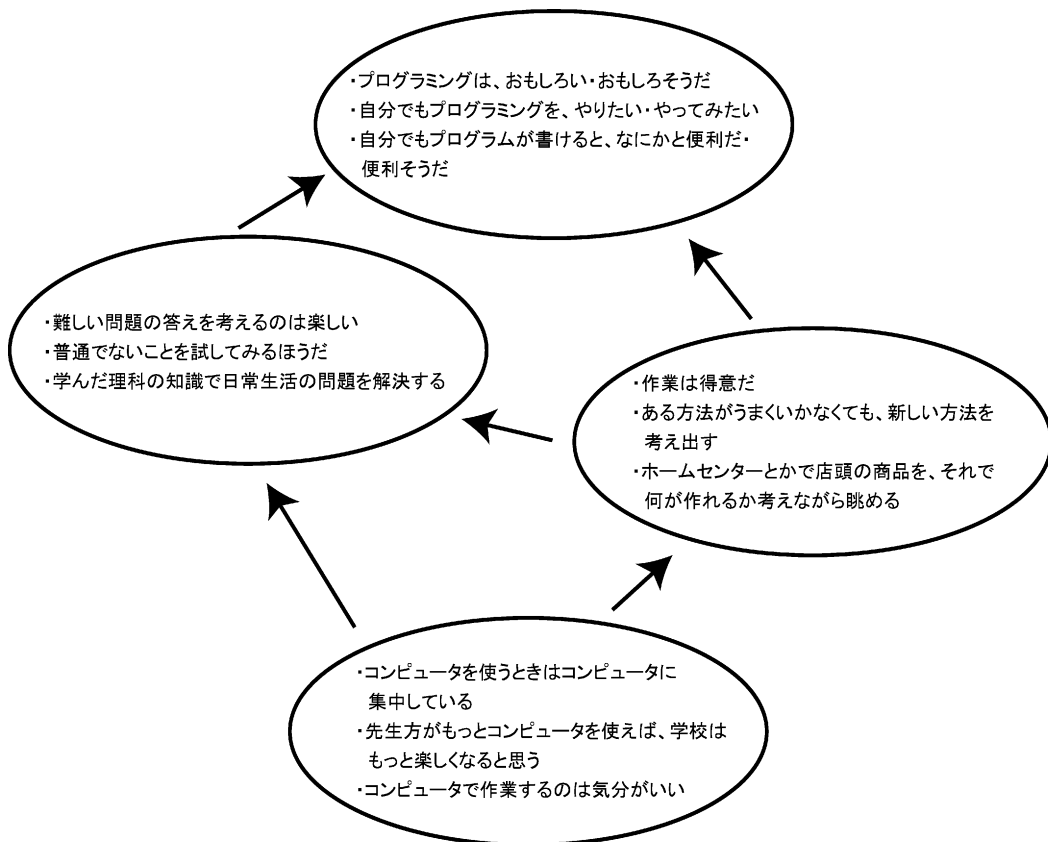 ・プログラミングは、おもしろい・おもしろそうだ
・自分でもプログラミングを、やりたい・やってみたい
・自分でもプログラムが書けると、なにかと便利だ・
便利そうだ
・難しい問題の答えを考えるのは楽しい
・普通でないことを試してみるほうだ
・学んだ理科の知識で日常生活の問題を解決する
・作業は得意だ
・ある方法がうまくいかなくても、新しい方法を
考え出す
・ホームセンターとかで店頭の商品を、それで
何が作れるか考えながら眺める
・コンピュータを使うときはコンピュータに
集中している
・先生方がもっとコンピュータを使えば、学校は
もっと楽しくなると思う
・コンピュータで作業するのは気分がいい